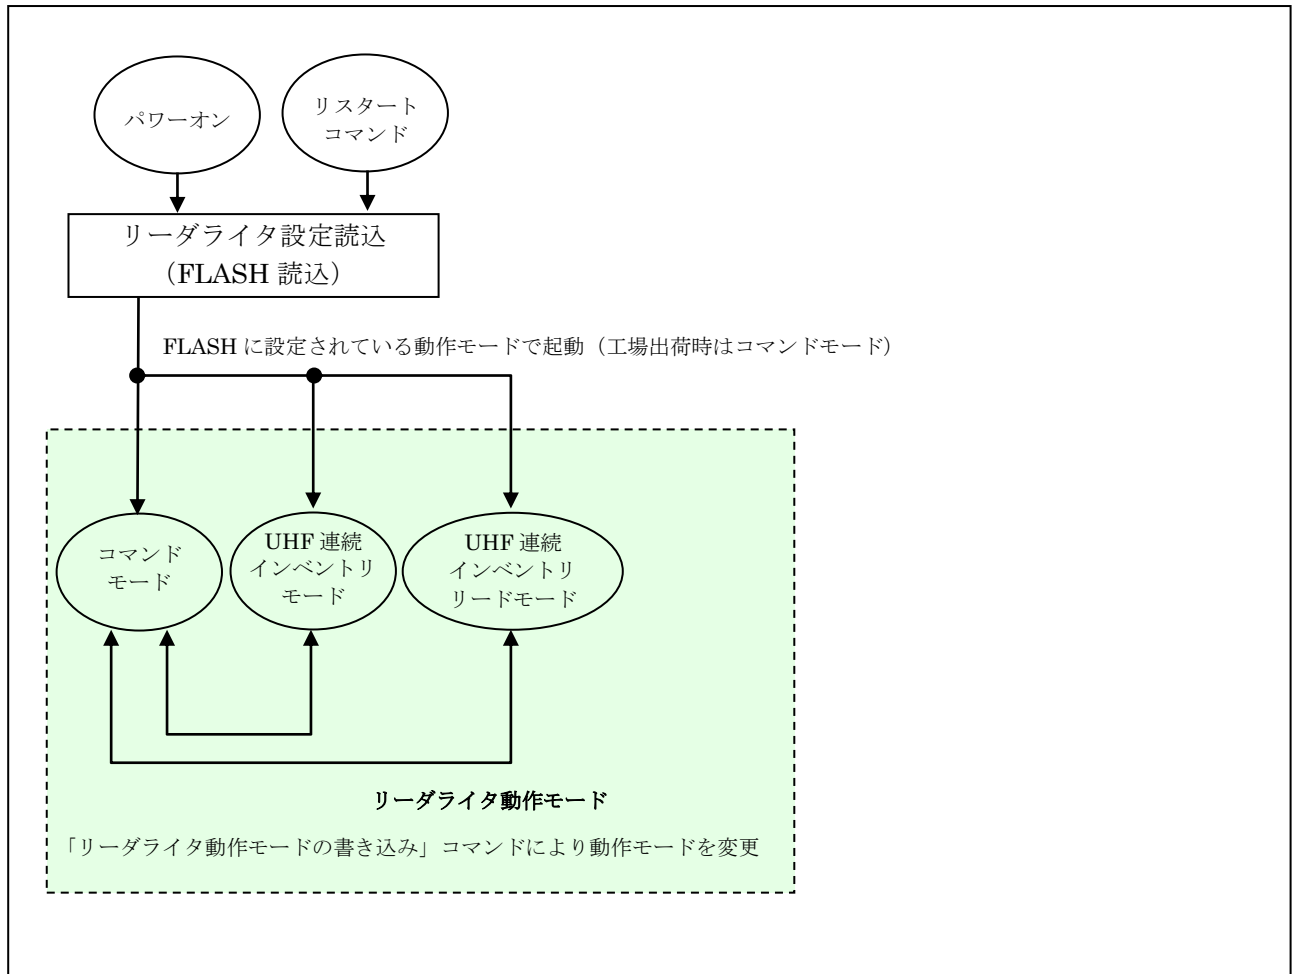 パワーオン
リスタート
コマンド
リーダライタ設定読込
（FLASH 読込）
FLASH に設定されている動作モードで起動（工場出荷時はコマンドモード）
コマンド
モード
UHF 連続
インベントリ
モード
UHF 連続
インベントリ
リードモード
リーダライタ動作モード
「リーダライタ動作モードの書き込み」コマンドにより動作モードを変更